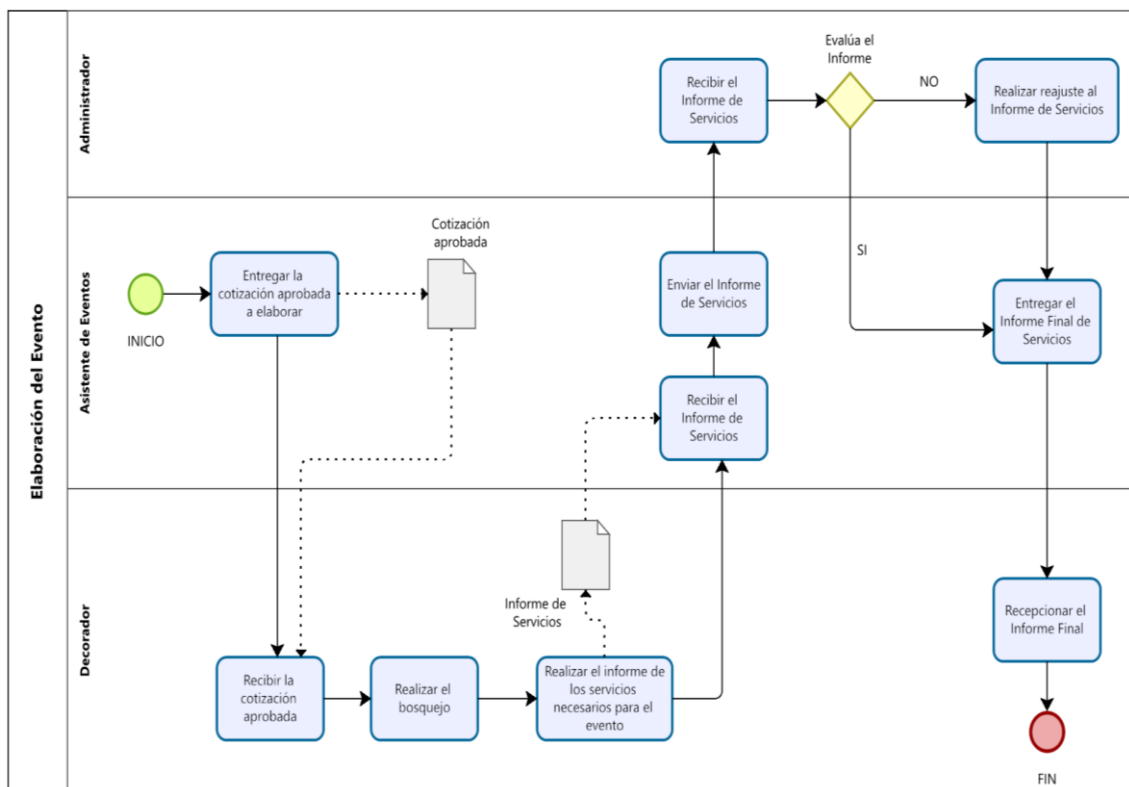 Elaboración del Evento
Administrador
Recibir el
Informe de
Servicios
Evalúa el
Informe
NO
Realizar reajuste al
Informe de Servicios
SI
Asistente de Eventos
INICIO
Entregar la
cotización aprobada
a elaborar
Cotización
aprobada
Enviar el Informe
de Servicios
Recibir el
Informe de
Servicios
Entregar el
Informe Final de
Servicios
Decorador
Recibir la
cotización
aprobada
Realizar el
bosquejo
Realizar el informe de
los servicios
necesarios para el
evento
Informe de
Servicios
Recepcionar el
Informe Final
FIN